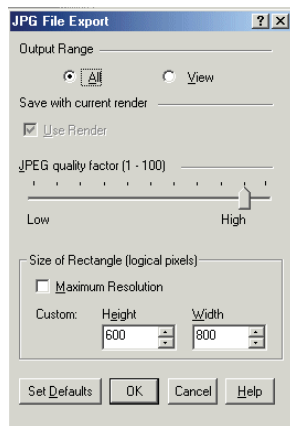 JPG File Export
Output Range
All View
Save with current render
Use Render
JPEG quality factor (1 - 100)
Low High
Size of Rectangle (logical pixels)
Maximum Resolution
Custom: Height Width
600 800
Set Defaults OK Cancel Help